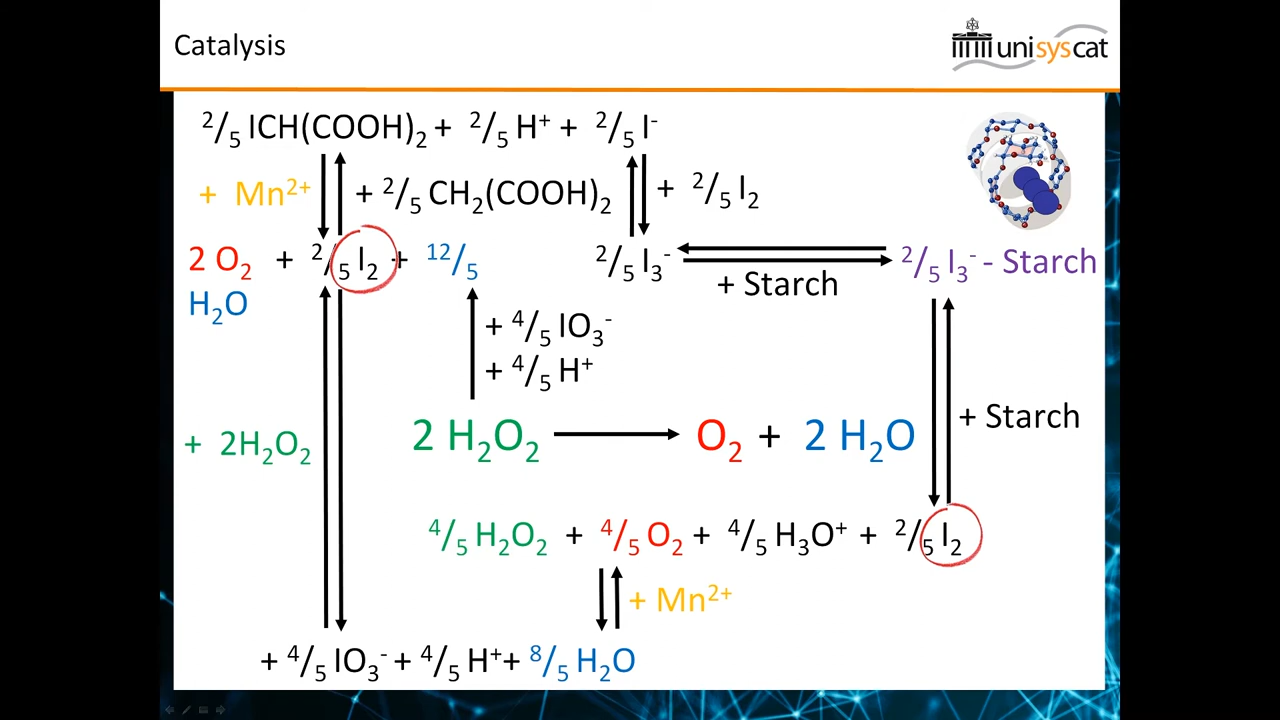 Catalysis
unisyscat
²/₅ ICH(COOH)₂ + ²/₅ H⁺ + ²/₅ I⁻
+ Mn²⁺ + ²/₅ CH₂(COOH)₂ + ²/₅ I₂
2 O₂ + ²/₅ I₂ + ¹²/₅ ²/₅ I₃⁻ ²/₅ I₃⁻ - Starch
H₂O
+ Starch
+ ⁴/₅ IO₃⁻
+ ⁴/₅ H⁺
+ Starch
+ 2H₂O₂ 2 H₂O₂ O₂ + 2 H₂O
⁴/₅ H₂O₂ + ⁴/₅ O₂ + ⁴/₅ H₃O⁺ + ²/₅ I₂
+ Mn²⁺
+ ⁴/₅ IO₃⁻ + ⁴/₅ H⁺ + ⁸/₅ H₂O